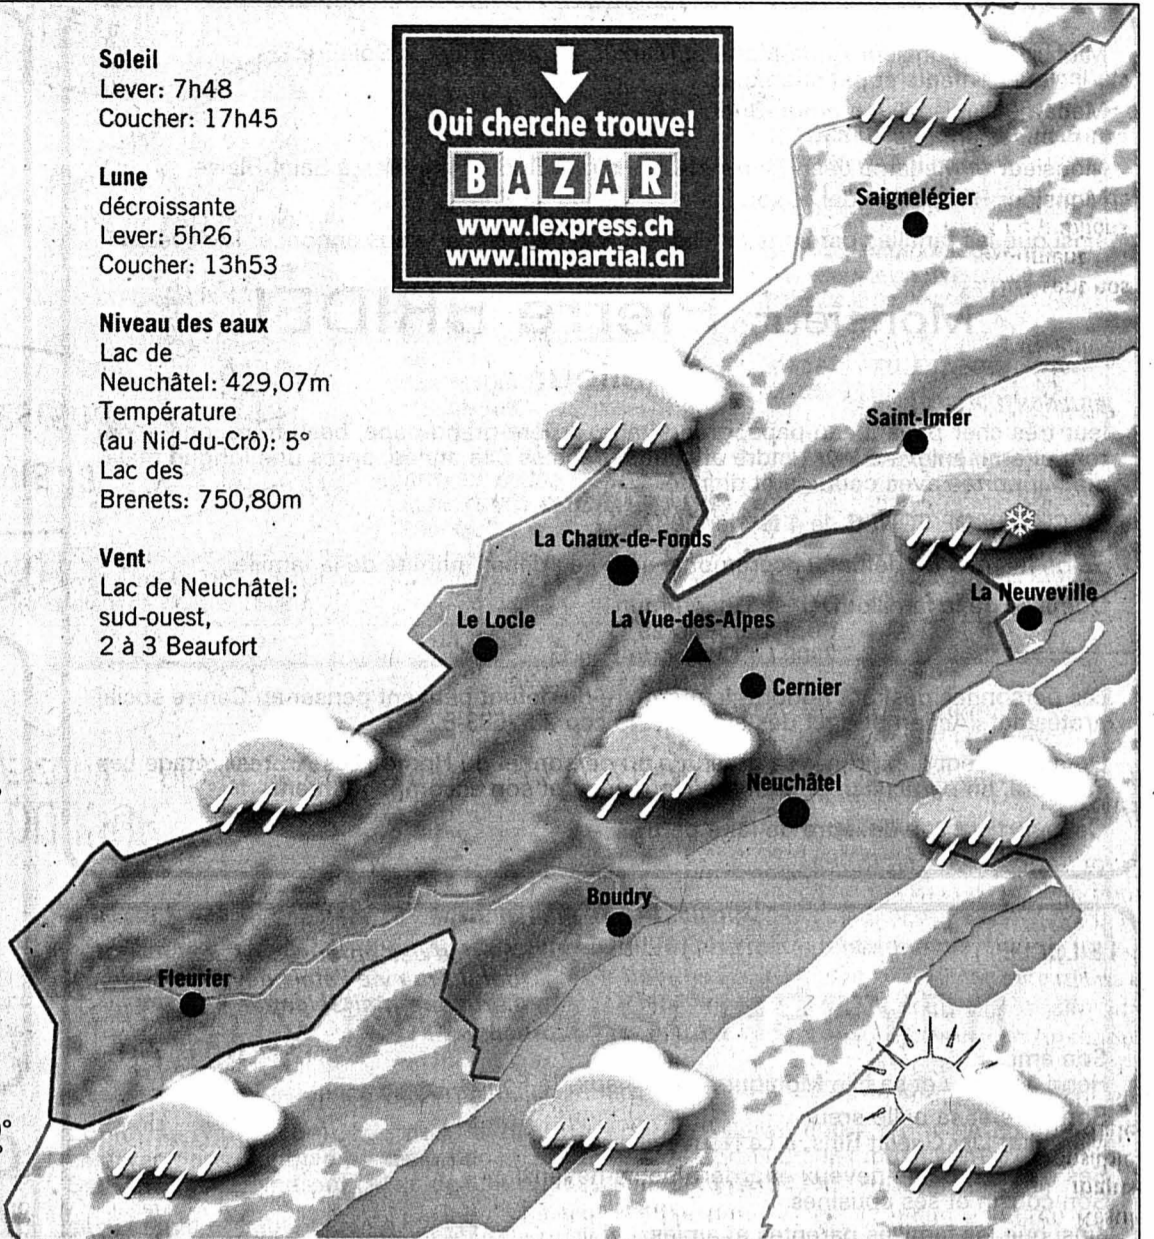 Soleil
Lever: 7h48
Coucher: 17h45
Lune
décroissante
Lever: 5h26
Coucher: 13h53
Niveau des eaux
Lac de
Neuchâtel: 429,07m
Température
(au Nid-du-Crô): 5°
Lac des
Brenets: 750,80m
Vent
Lac de Neuchâtel:
sud-ouest,
2 à 3 Beaufort
Qui cherche trouve!
BAZAR
www.lexpress.ch
www.limpartial.ch
Saignelégier
Saint-Imier
La Chaux-de-Fonds
La Neuveville
Le Locle
La Vue-des-Alpes
Cernier
Neuchâtel
Boudry
Fleurier